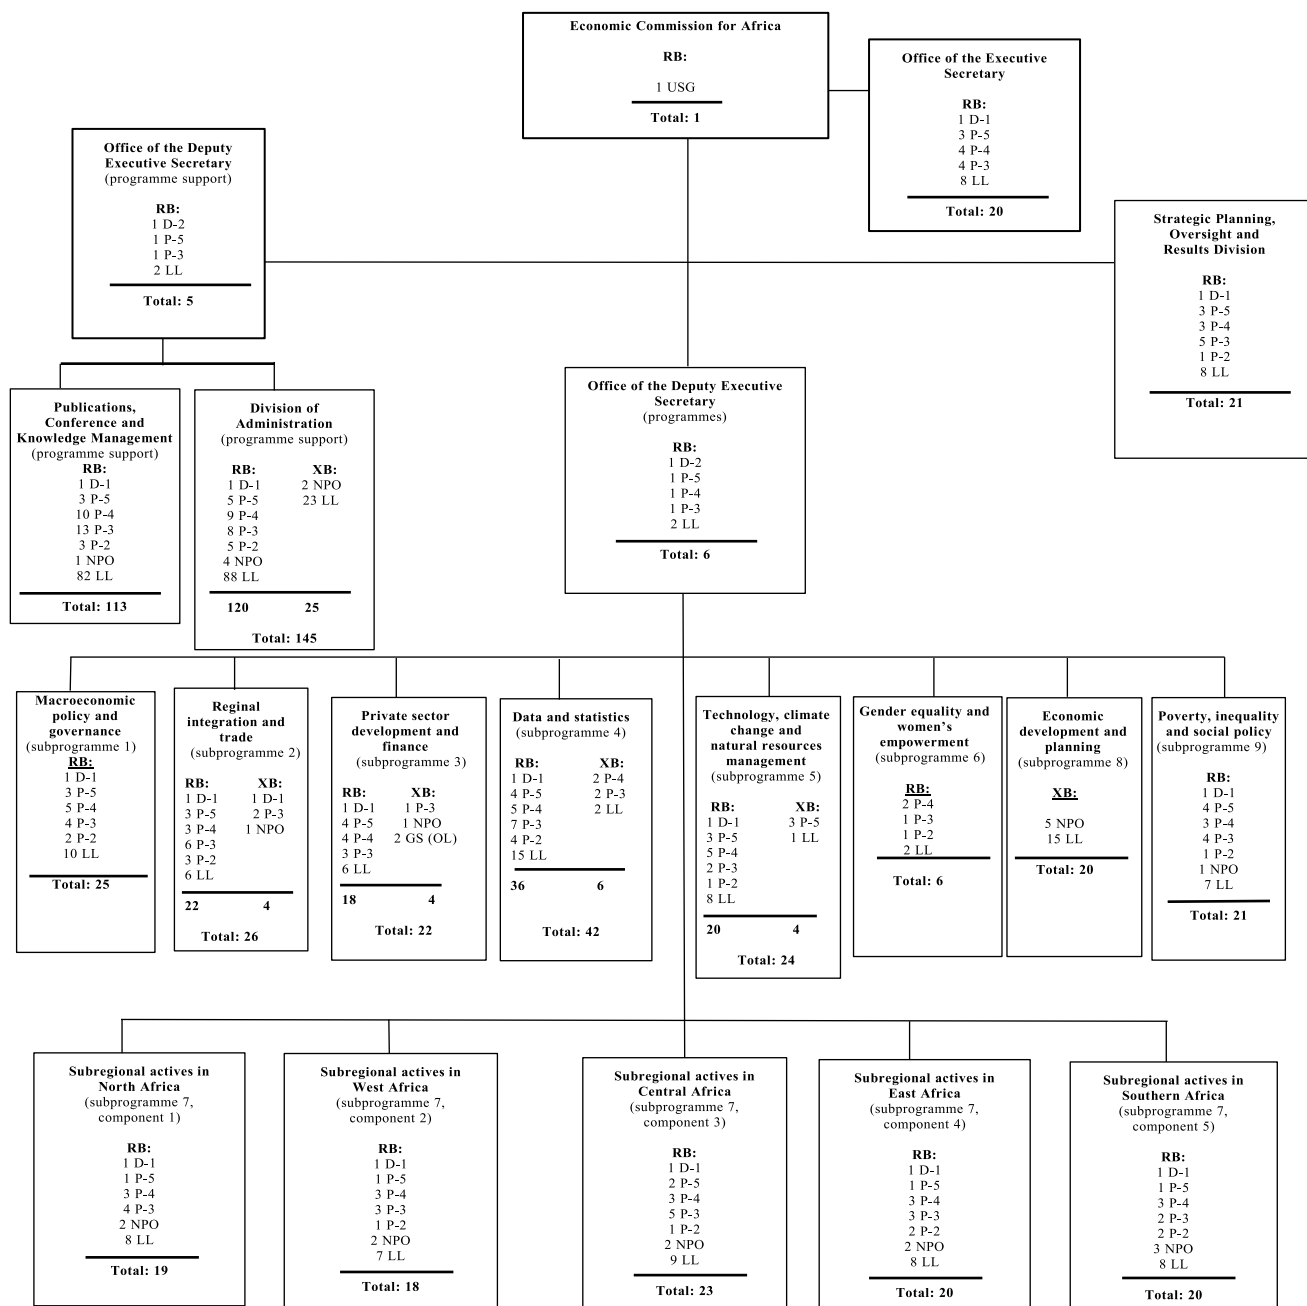 Economic Commission for Africa
RB:
1 USG
Total: 1
Office of the Executive
Secretary
RB:
1 D-1
3 P-5
4 P-4
4 P-3
8 LL
Total: 20
Office of the Deputy
Executive Secretary
(programme support)
RB:
1 D-2
1 P-5
1 P-3
2 LL
Total: 5
Strategic Planning,
Oversight and
Results Division
RB:
1 D-1
3 P-5
3 P-4
5 P-3
1 P-2
8 LL
Total: 21
Publications,
Conference and
Knowledge Management
(programme support)
RB:
1 D-1
3 P-5
10 P-4
13 P-3
3 P-2
1 NPO
82 LL
Total: 113
Division of
Administration
(programme support)
RB: XB:
1 D-1 2 NPO
5 P-5 23 LL
9 P-4
8 P-3
5 P-2
4 NPO
88 LL
120 25
Total: 145
Office of the Deputy Executive
Secretary
(programmes)
RB:
1 D-2
1 P-5
1 P-4
1 P-3
2 LL
Total: 6
Macroeconomic
policy and
governance
(subprogramme 1)
RB:
1 D-1
3 P-5
5 P-4
4 P-3
2 P-2
10 LL
Total: 25
Reginal
integration and
trade
(subprogramme 2)
RB: XB:
1 D-1 1 D-1
3 P-5 2 P-3
3 P-4 1 NPO
6 P-3
3 P-2
6 LL
22 4
Total: 26
Private sector
development and
finance
(subprogramme 3)
RB: XB:
1 D-1 1 P-3
4 P-5 1 NPO
4 P-4 2 GS (OL)
3 P-3
6 LL
18 4
Total: 22
Data and statistics
(subprogramme 4)
RB: XB:
1 D-1 2 P-4
4 P-5 2 P-3
5 P-4 2 LL
7 P-3
4 P-2
15 LL
36 6
Total: 42
Technology, climate
change and
natural resources
management
(subprogramme 5)
RB: XB:
1 D-1 3 P-5
3 P-5 1 LL
5 P-4
2 P-3
1 P-2
8 LL
20 4
Total: 24
Gender equality and
women's
empowerment
(subprogramme 6)
RB:
2 P-4
1 P-3
1 P-2
2 LL
Total: 6
Economic
development and
planning
(subprogramme 8)
XB:
5 NPO
15 LL
Total: 20
Poverty, inequality
and social policy
(subprogramme 9)
RB:
1 D-1
4 P-5
3 P-4
4 P-3
1 P-2
1 NPO
7 LL
Total: 21
Subregional actives in
North Africa
(subprogramme 7,
component 1)
RB:
1 D-1
1 P-5
3 P-4
4 P-3
2 NPO
8 LL
Total: 19
Subregional actives in
West Africa
(subprogramme 7,
component 2)
RB:
1 D-1
1 P-5
3 P-4
3 P-3
1 P-2
2 NPO
7 LL
Total: 18
Subregional actives in
Central Africa
(subprogramme 7,
component 3)
RB:
1 D-1
2 P-5
3 P-4
5 P-3
1 P-2
2 NPO
9 LL
Total: 23
Subregional actives in
East Africa
(subprogramme 7,
component 4)
RB:
1 D-1
1 P-5
3 P-4
3 P-3
2 P-2
2 NPO
8 LL
Total: 20
Subregional actives in
Southern Africa
(subprogramme 7,
component 5)
RB:
1 D-1
1 P-5
3 P-4
2 P-3
2 P-2
3 NPO
8 LL
Total: 20